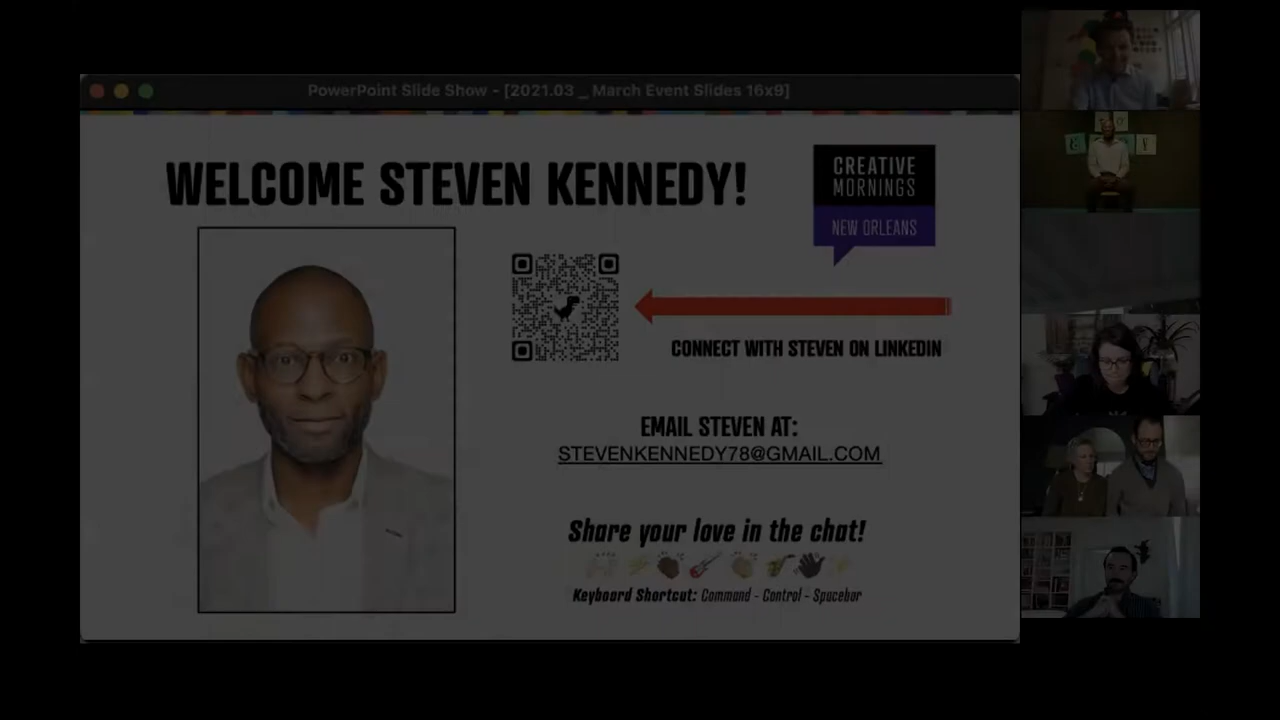 PowerPoint Slide Show - [2021.03 _ March Event Slides 16x9]
WELCOME STEVEN KENNEDY!
CREATIVE
MORNINGS
NEW ORLEANS
CONNECT WITH STEVEN ON LINKEDIN
EMAIL STEVEN AT:
STEVENKENNEDY78@GMAIL.COM
Share your love in the chat!
Keyboard Shortcut: Command - Control - Spacebar